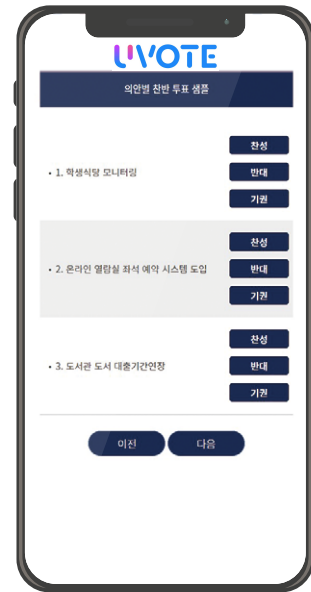 UVOTE
의안별 찬반 투표 샘플
찬성
• 1. 학생식당 모니터링
반대
기권
찬성
• 2. 온라인 열람실 좌석 예약 시스템 도입
반대
기권
찬성
• 3. 도서관 도서 대출기간연장
반대
기권
이전
다음